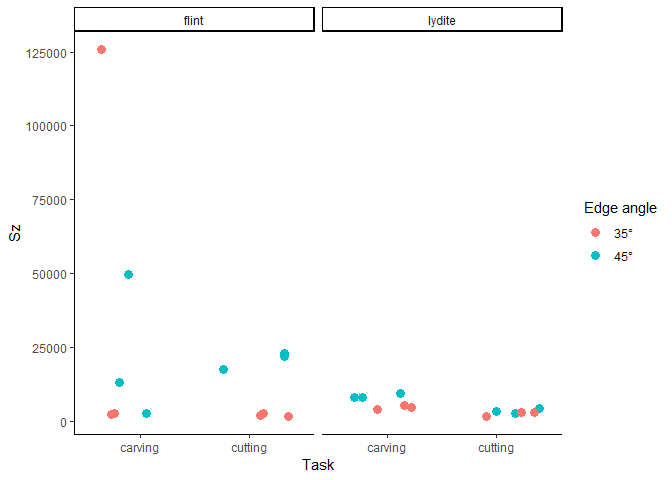 flint
lydite
125000
100000
75000
50000
25000
0
Sz
carving
cutting
carving
cutting
Task
Edge angle
35°
45°